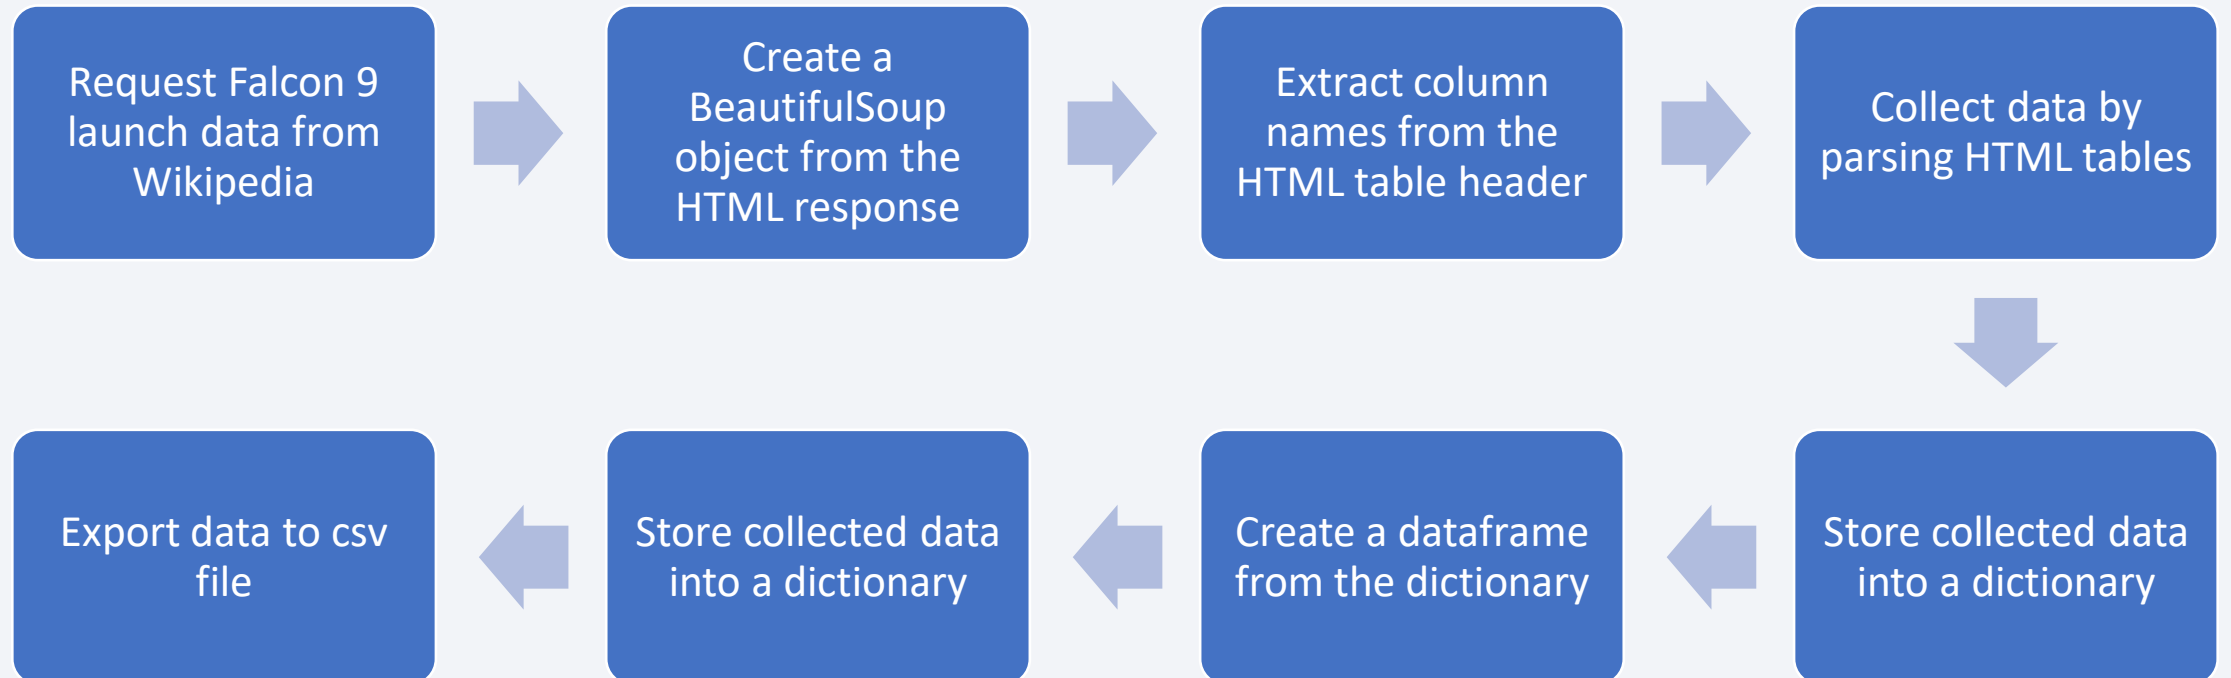 Request Falcon 9
launch data from
Wikipedia
Create a
BeautifulSoup
object from the
HTML response
Extract column
names from the
HTML table header
Collect data by
parsing HTML tables
Store collected data
into a dictionary
Create a dataframe
from the dictionary
Store collected data
into a dictionary
Export data to csv
file